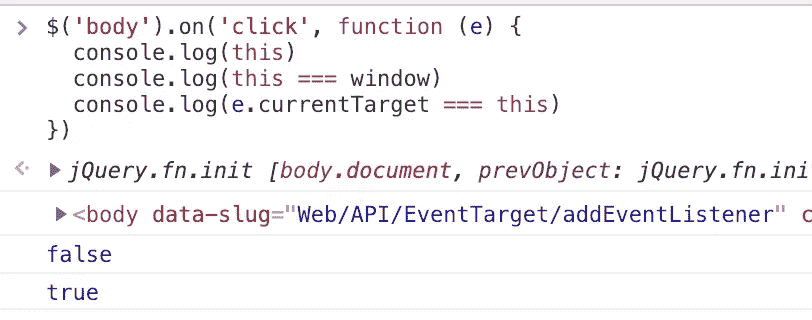 > $('body').on('click', function (e) {
console.log(this)
console.log(this === window)
console.log(e.currentTarget === this)
})
jQuery.fn.init [body.document, prevObject: jQuery.fn.ini
<body data-slug="Web/API/EventTarget/addEventListener" c
false
true